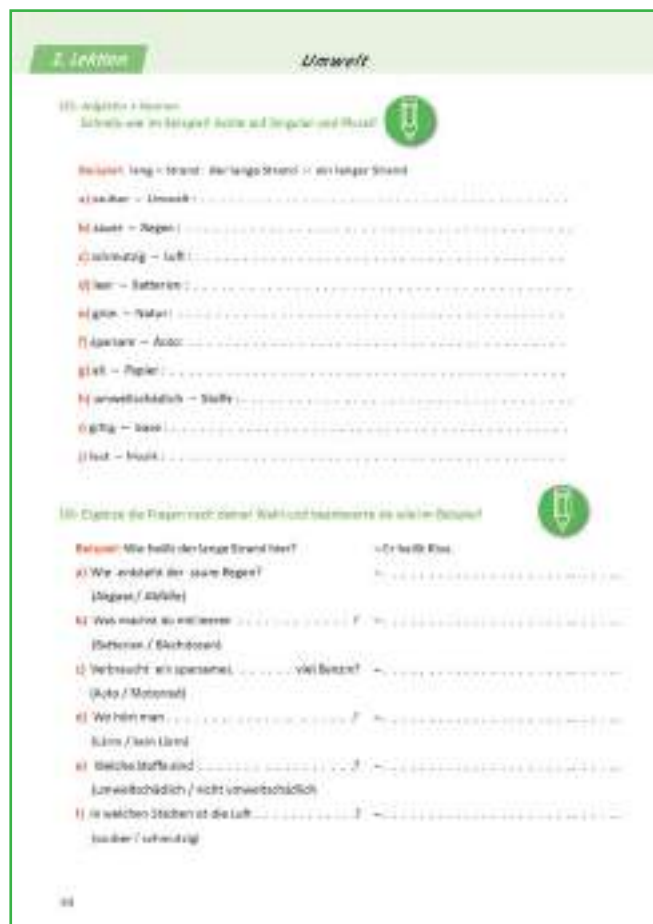 2. Lektion
Umwelt
Adjektiv + Nomen
Schreib wie im Beispiel! Achte auf Singular und Plural!
Beispiel: lang – Strand: der lange Strand – ein langer Strand
a) sauber – Umwelt :
b) sauer – Regen :
c) schmutzig – Luft :
d) leer – Batterien :
e) grün – Natur :
f) sparsam – Auto:
g) alt – Papier :
h) umweltschädlich – Stoffe :
i) giftig –
j) laut – Musik :
Ergänze die Fragen nach deiner Wahl und beantworte sie wie im Beispiel!
Beispiel: Wie heißt der lange Strand hier? – Er heißt
a) Wie entsteht der saure Regen? –
(Abgase / Abfälle)
b) Was machst du mit leeren ? –
(Batterien / Blechdosen)
c) Verbraucht ein sparsames viel Benzin? –
(Auto / Motorrad)
d) Wo hört man ? –
(Lärm / kein Lärm)
e) Welche Stoffe sind ? –
(umweltschädlich / nicht umweltschädlich
f) In welchen Städten ist die Luft ? –
(sauber / schmutzig)